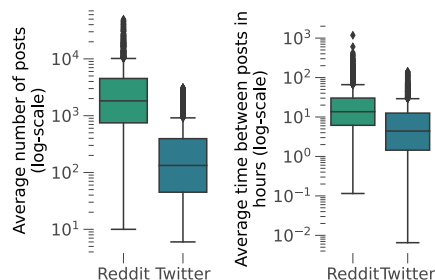 Average number of posts
(log-scale)
10^4
10^3
10^2
10^1
Reddit Twitter
Average time between posts in
hours (log-scale)
10^3
10^2
10^1
10^0
10^−1
10^−2
Reddit Twitter